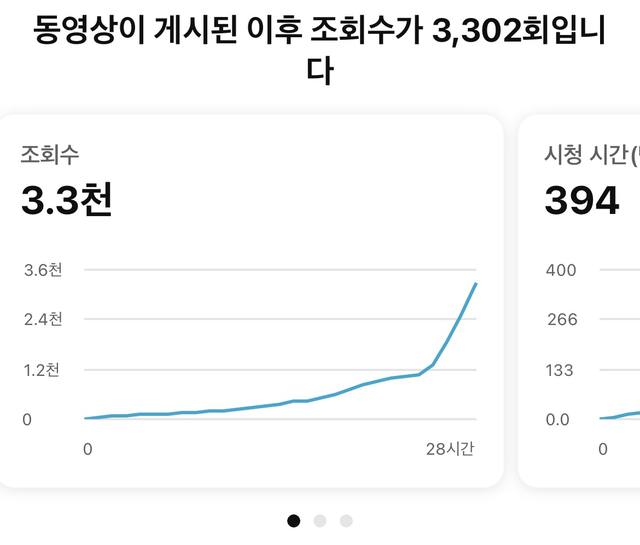 동영상이 게시된 이후 조회수가 3,302회입니
다
조회수
3.3천
3.6천
2.4천
1.2천
0
0
28시간
시청 시간
394
400
266
133
0.0
0